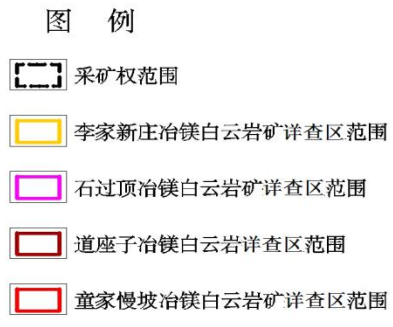 图 例
采矿权范围
李家新庄冶镁白云岩矿详查区范围
石过顶冶镁白云岩矿详查区范围
道座子冶镁白云岩详查区范围
童家慢坡冶镁白云岩矿详查区范围